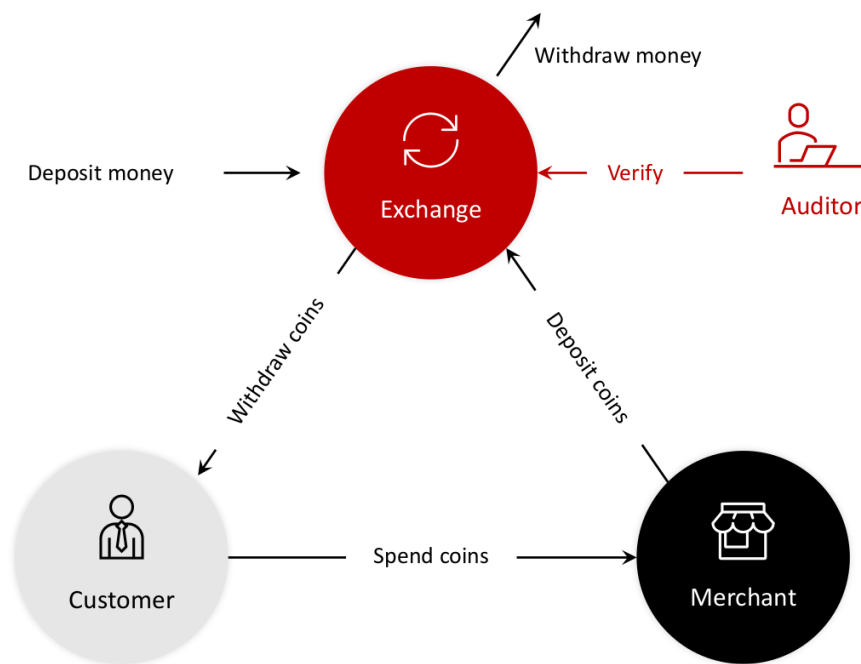 Withdraw money
Deposit money
Exchange
Verify
Auditor
Withdraw coins
Deposit coins
Customer
Spend coins
Merchant